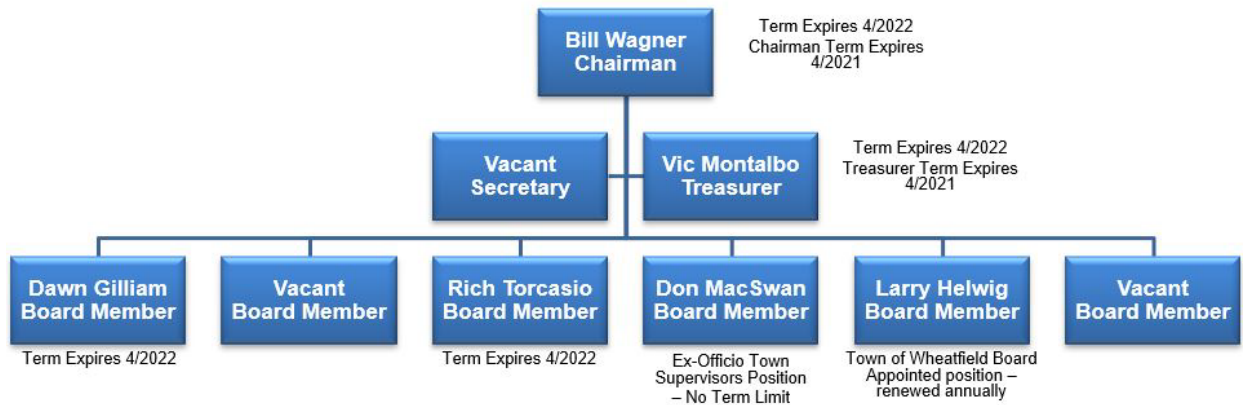 Bill Wagner
Chairman
Term Expires 4/2022
Chairman Term Expires
4/2021
Vacant
Secretary
Vic Montalbo
Treasurer
Term Expires 4/2022
Treasurer Term Expires
4/2021
Dawn Gilliam
Board Member
Term Expires 4/2022
Vacant
Board Member
Rich Torcasio
Board Member
Term Expires 4/2022
Don MacSwan
Board Member
Ex-Officio Town
Supervisors Position
– No Term Limit
Larry Helwig
Board Member
Town of Wheatfield Board
Appointed position –
renewed annually
Vacant
Board Member